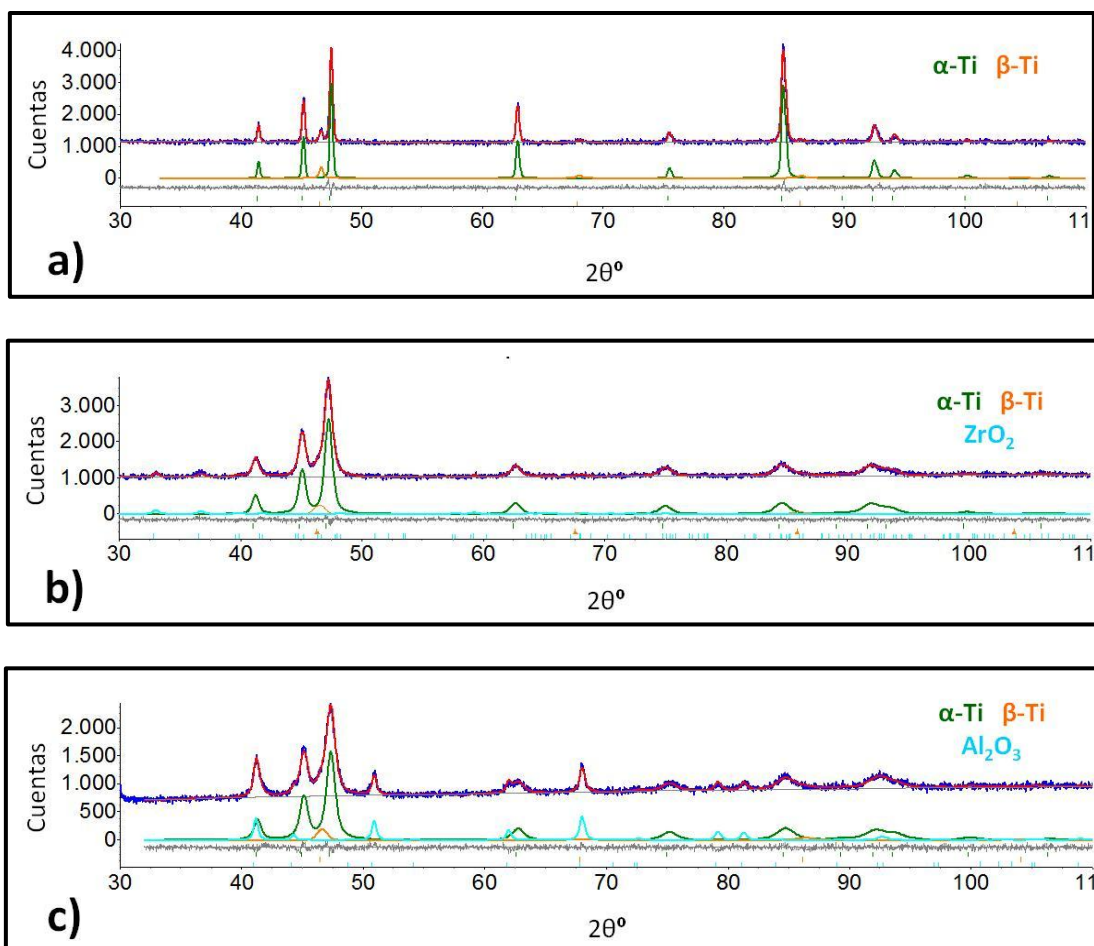 α-Ti β-Ti
Cuentas
4.000
3.000
2.000
1.000
0
30 40 50 60 70 80 90 100 11
2θº
a)
α-Ti β-Ti
ZrO₂
Cuentas
3.000
2.000
1.000
0
30 40 50 60 70 80 90 100 110
2θº
b)
α-Ti β-Ti
Al₂O₃
Cuentas
2.000
1.500
1.000
500
0
30 40 50 60 70 80 90 100 110
2θº
c)